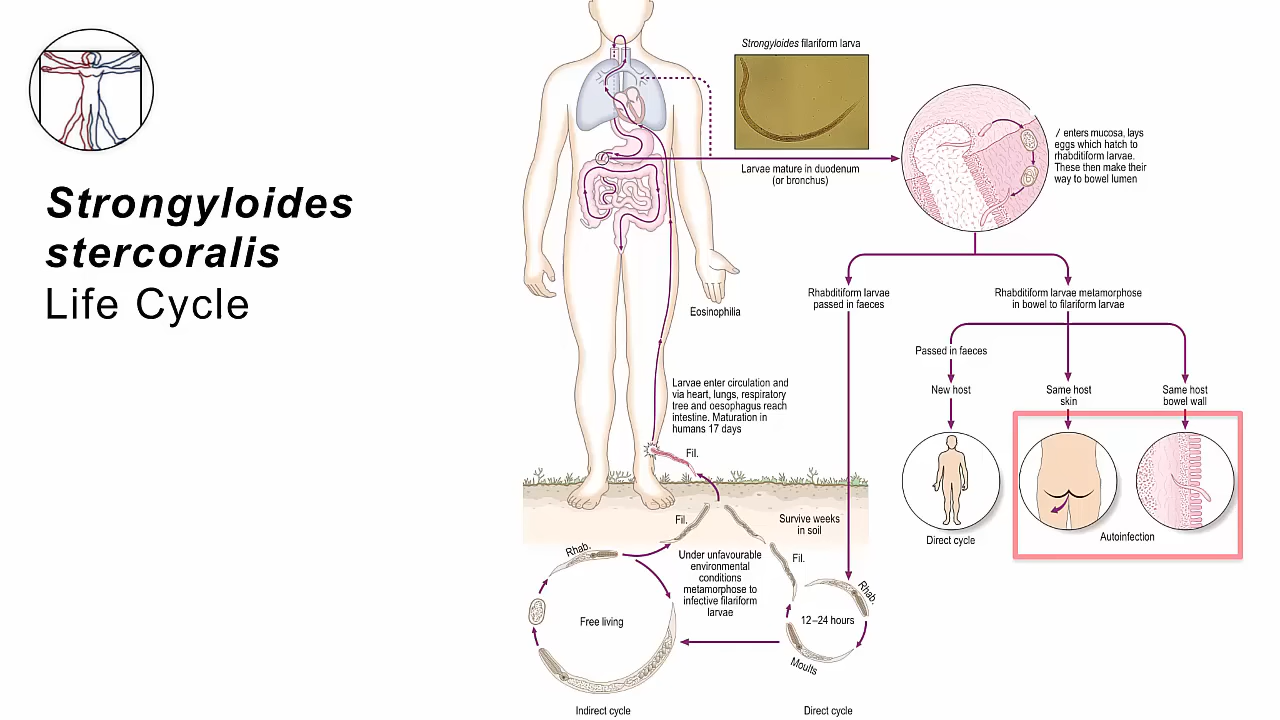 Strongyloides
stercoralis
Life Cycle
Strongyloides filariform larva
Larvae mature in duodenum
(or bronchus)
/ enters mucosa, lays
eggs which hatch to
rhabditiform larvae.
These then make their
way to bowel lumen
Eosinophilia
Rhabditiform larvae
passed in faeces
Rhabditiform larvae metamorphose
in bowel to filariform larvae
Passed in faeces
New host
Same host
skin
Same host
bowel wall
Direct cycle
Autoinfection
Larvae enter circulation and
via heart, lungs, respiratory
tree and oesophagus reach
intestine. Maturation in
humans 17 days
Fil.
Fil.
Survive weeks
in soil
Rhab.
Under unfavourable
environmental
conditions
metamorphose to
infective filariform
larvae
Fil.
Rhab.
Free living
12–24 hours
Moults
Indirect cycle
Direct cycle